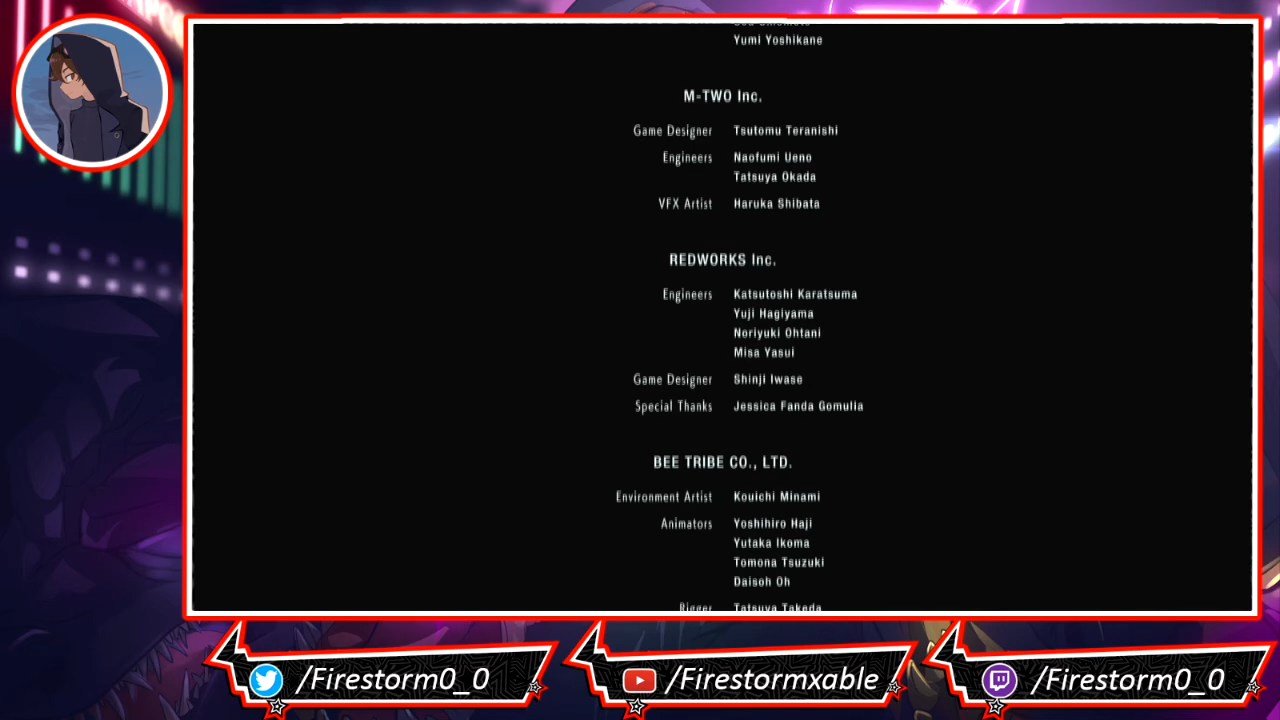 Yumi Yoshikane
M-TWO Inc.
Game Designer Tsutomu Teranishi
Engineers Naofumi Ueno
Tatsuya Okada
VFX Artist Haruka Shibata
REDWORKS Inc.
Engineers Katsutoshi Karatsuma
Yuji Hagiyama
Noriyuki Ohtani
Misa Yasui
Game Designer Shinji Iwase
Special Thanks Jessica Fanda Gomulia
BEE TRIBE CO., LTD.
Environment Artist Kouichi Minami
Animators Yoshihiro Haji
Yutaka Ikoma
Tomona Tsuzuki
Daisoh Oh
Rigger Tatsuya Takeda
/Firestorm0_0 /Firestormxable /Firestorm0_0